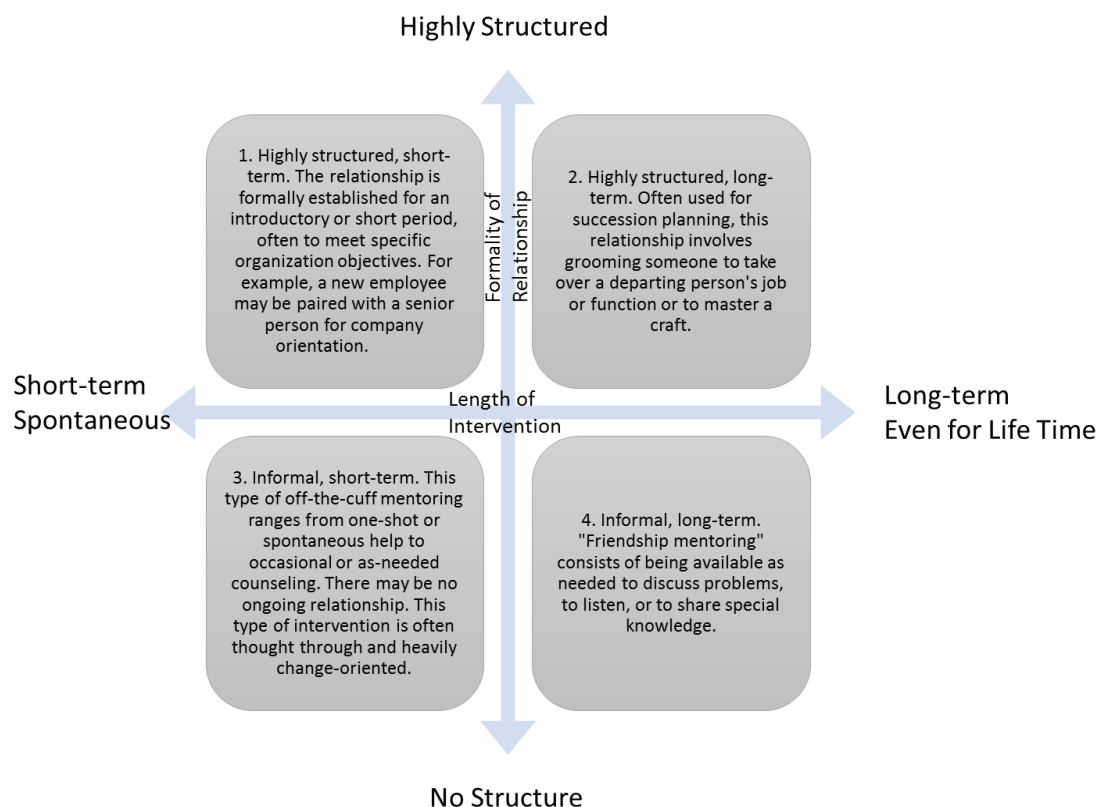 Highly Structured
1. Highly structured, short-
term. The relationship is
formally established for an
introductory or short period,
often to meet specific
organization objectives. For
example, a new employee
may be paired with a senior
person for company
orientation.
Formality of
Relationship
2. Highly structured, long-
term. Often used for
succession planning, this
relationship involves
grooming someone to take
over a departing person's job
or function or to master a
craft.
Short-term
Spontaneous
Length of
Intervention
Long-term
Even for Life Time
3. Informal, short-term. This
type of off-the-cuff mentoring
ranges from one-shot or
spontaneous help to
occasional or as-needed
counseling. There may be no
ongoing relationship. This
type of intervention is often
thought through and heavily
change-oriented.
4. Informal, long-term.
"Friendship mentoring"
consists of being available as
needed to discuss problems,
to listen, or to share special
knowledge.
No Structure